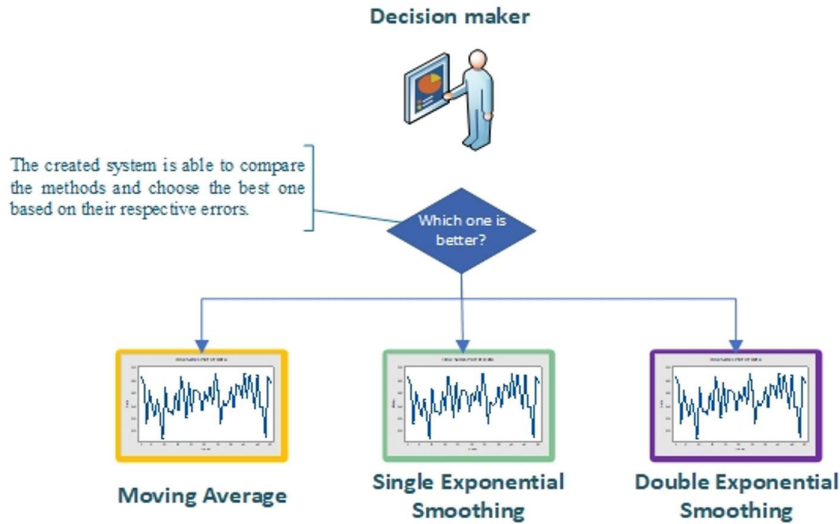 Decision maker
The created system is able to compare
the methods and choose the best one
based on their respective errors.
Which one is
better?
Moving Average
Single Exponential
Smoothing
Double Exponential
Smoothing